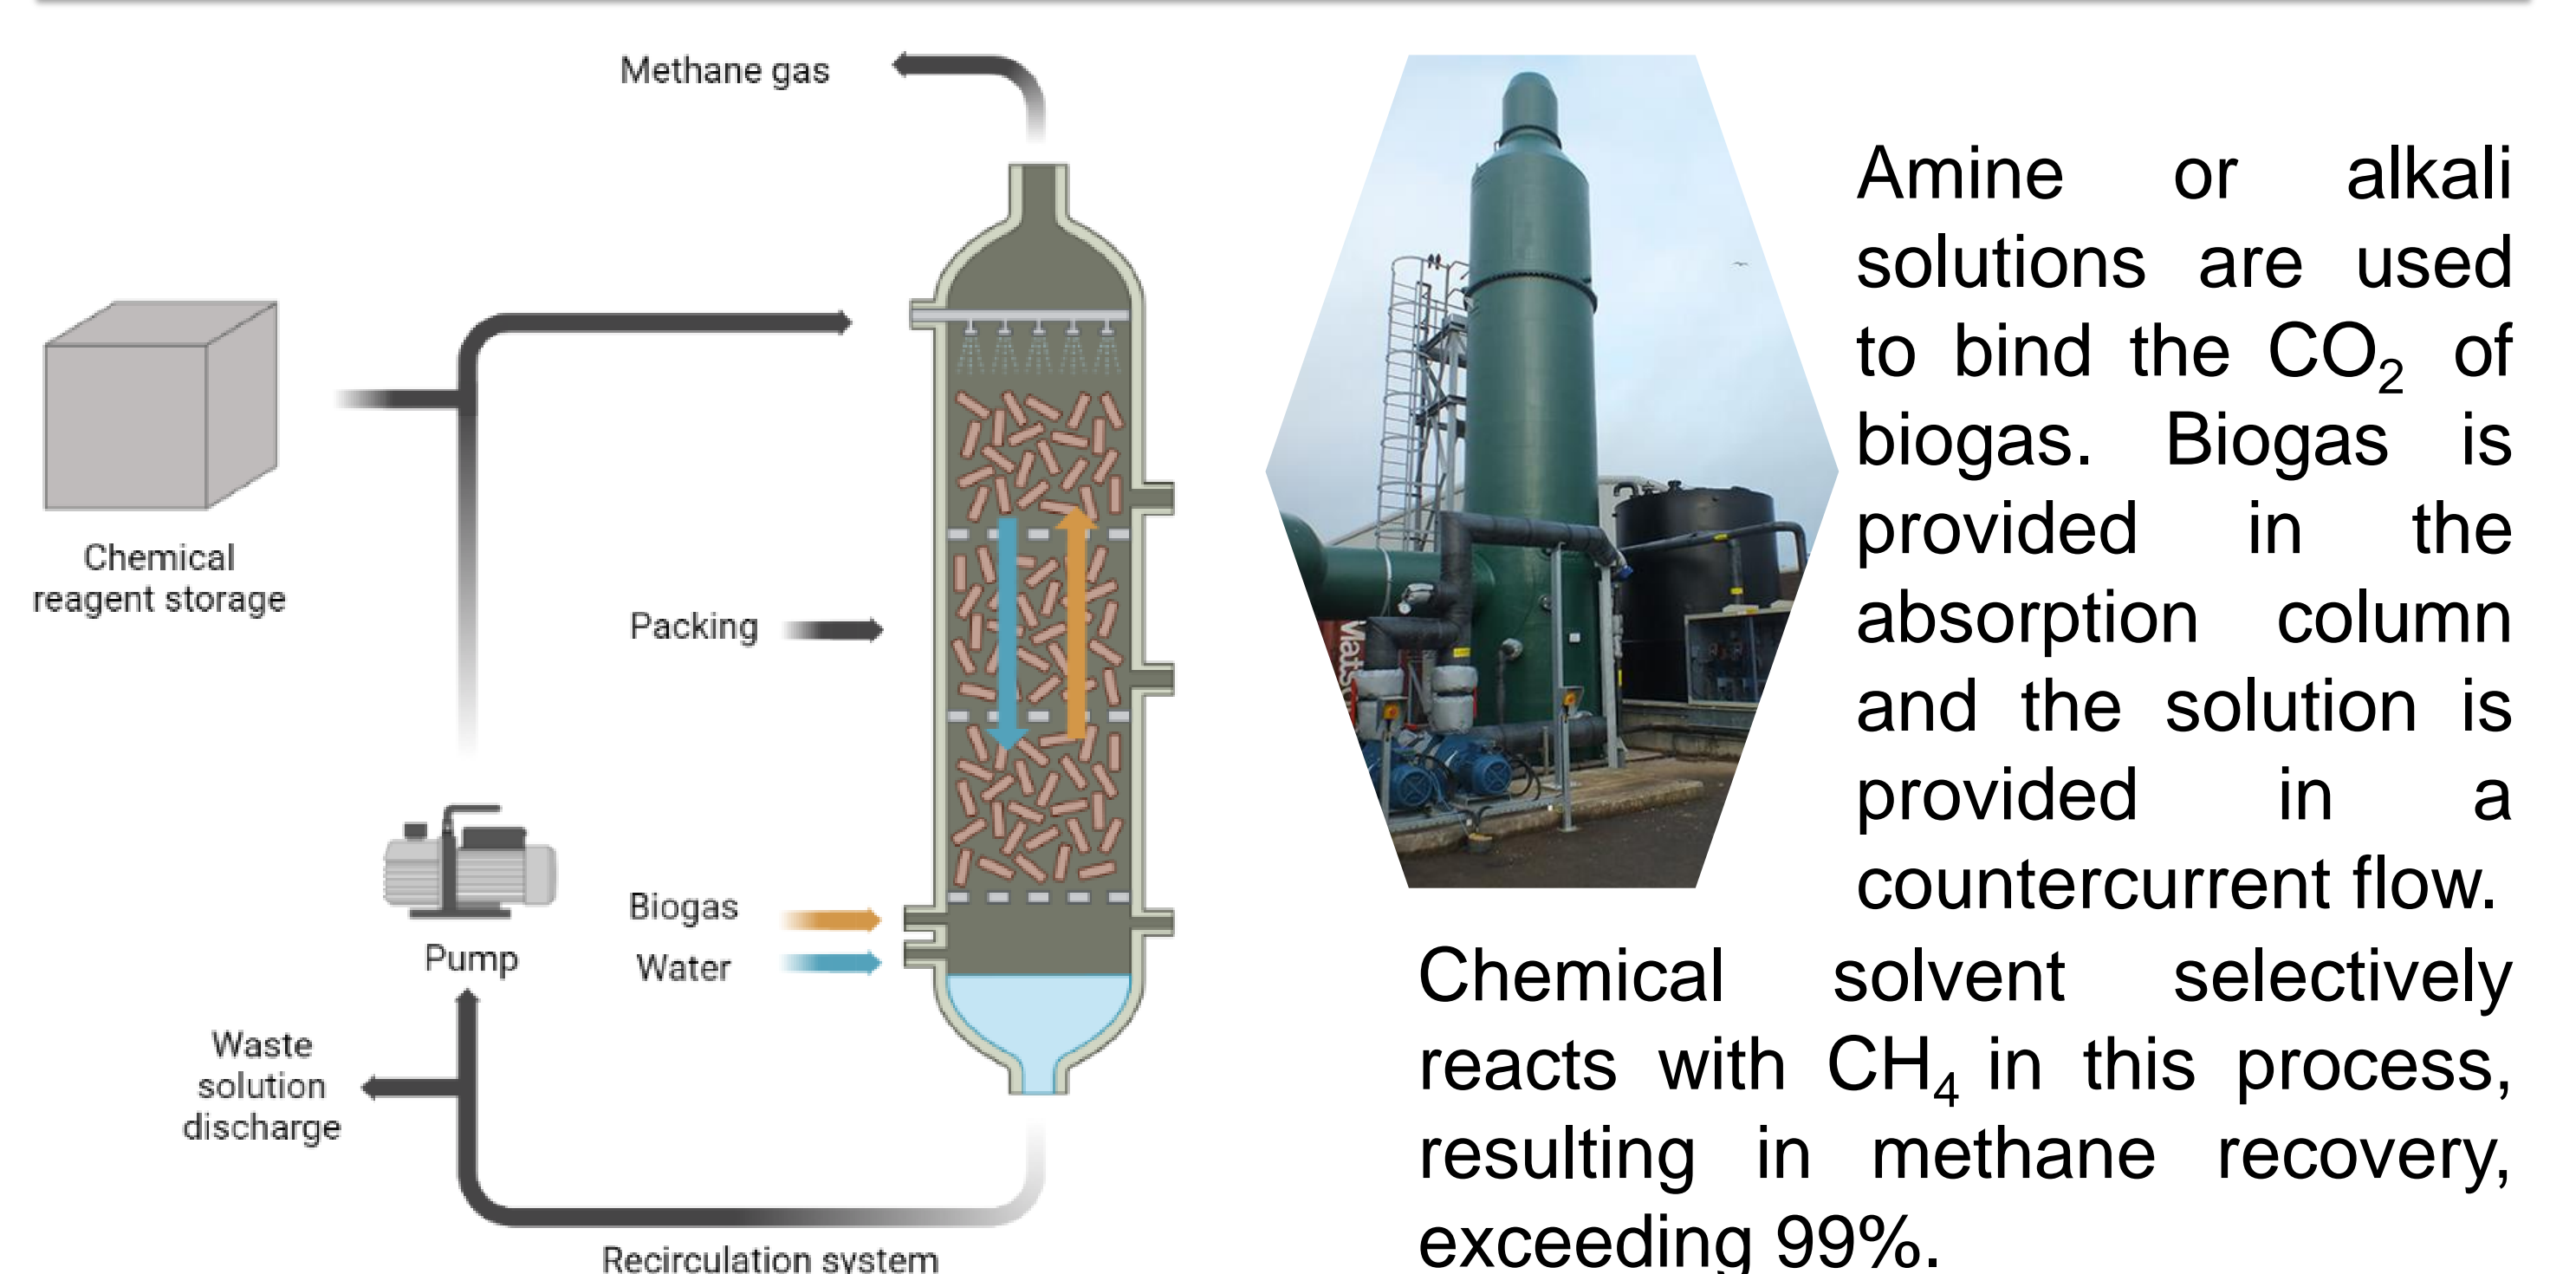 Methane gas
Chemical
reagent storage
Packing
Biogas
Water
Pump
Waste
solution
discharge
Recirculation system
Amine or alkali
solutions are used
to bind the CO₂ of
biogas. Biogas is
provided in the
absorption column
and the solution is
provided in a
countercurrent flow.
Chemical solvent selectively
reacts with CH₄ in this process,
resulting in methane recovery,
exceeding 99%.